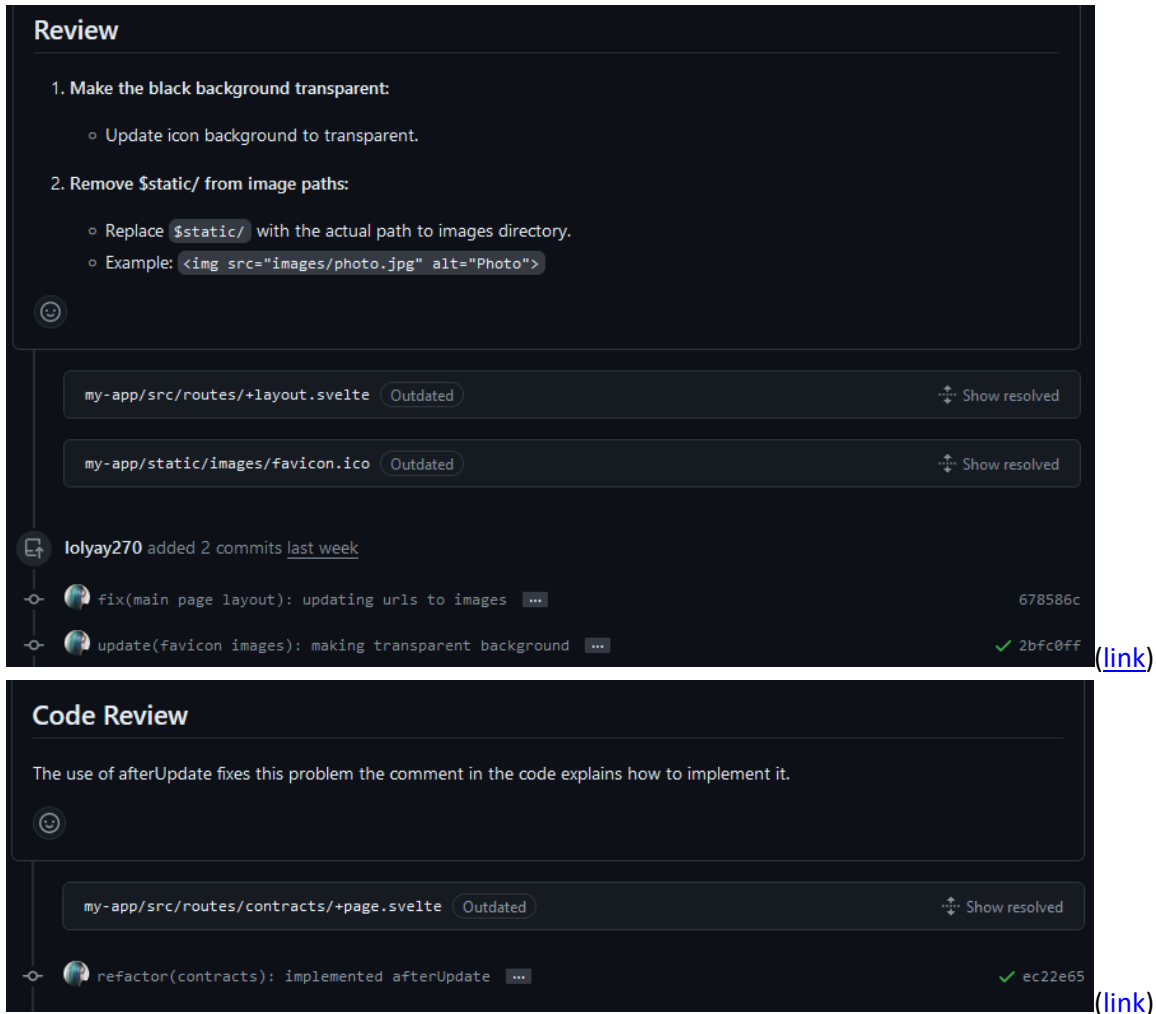 Review
1. Make the black background transparent:
○ Update icon background to transparent.
2. Remove $static/ from image paths:
○ Replace $static/ with the actual path to images directory.
○ Example: <img src="images/photo.jpg" alt="Photo">
my-app/src/routes/+layout.svelte Outdated Show resolved
my-app/static/images/favicon.ico Outdated Show resolved
lolyay270 added 2 commits last week
fix(main page layout): updating urls to images ... 678586c
update(favicon images): making transparent background ... 2bfc0ff
(link)
Code Review
The use of afterUpdate fixes this problem the comment in the code explains how to implement it.
my-app/src/routes/contracts/+page.svelte Outdated Show resolved
refactor(contracts): implemented afterUpdate ... ec22e65
(link)